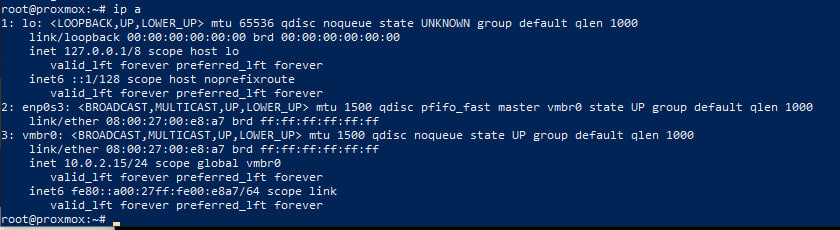 root@proxmox:~# ip a
1: lo: <LOOPBACK,UP,LOWER_UP> mtu 65536 qdisc noqueue state UNKNOWN group default qlen 1000
    link/loopback 00:00:00:00:00:00 brd 00:00:00:00:00:00
    inet 127.0.0.1/8 scope host lo
       valid_lft forever preferred_lft forever
    inet6 ::1/128 scope host noprefixroute
       valid_lft forever preferred_lft forever
2: enp0s3: <BROADCAST,MULTICAST,UP,LOWER_UP> mtu 1500 qdisc pfifo_fast master vmbr0 state UP group default qlen 1000
    link/ether 08:00:27:00:e8:a7 brd ff:ff:ff:ff:ff:ff
3: vmbr0: <BROADCAST,MULTICAST,UP,LOWER_UP> mtu 1500 qdisc noqueue state UP group default qlen 1000
    link/ether 08:00:27:00:e8:a7 brd ff:ff:ff:ff:ff:ff
    inet 10.0.2.15/24 scope global vmbr0
       valid_lft forever preferred_lft forever
    inet6 fe80::a00:27ff:fe00:e8a7/64 scope link
       valid_lft forever preferred_lft forever
root@proxmox:~#